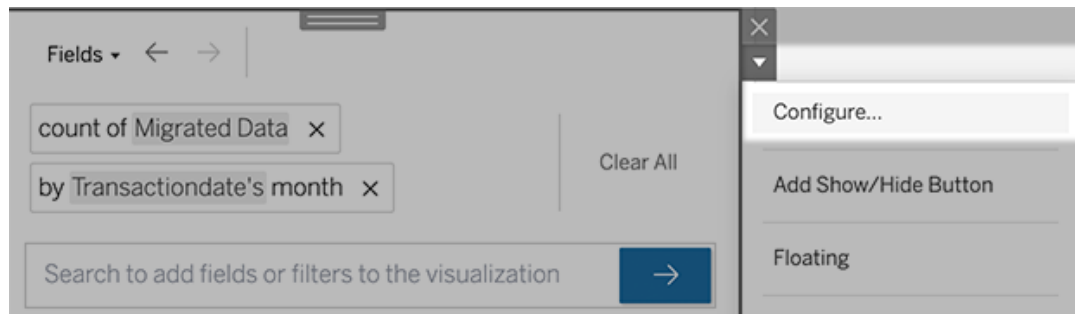 Fields
count of Migrated Data ×
by Transactiondate's month ×
Clear All
Search to add fields or filters to the visualization
Configure...
Add Show/Hide Button
Floating